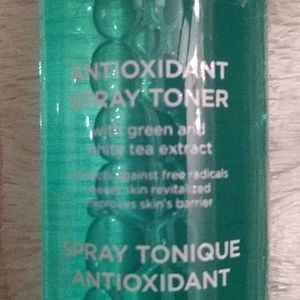 ANTIOXIDANT
SPRAY TONER
with green and
white tea extract
protects against free radicals
keeps skin revitalized
improves skin's barrier
SPRAY TONIQUE
ANTIOXIDANT